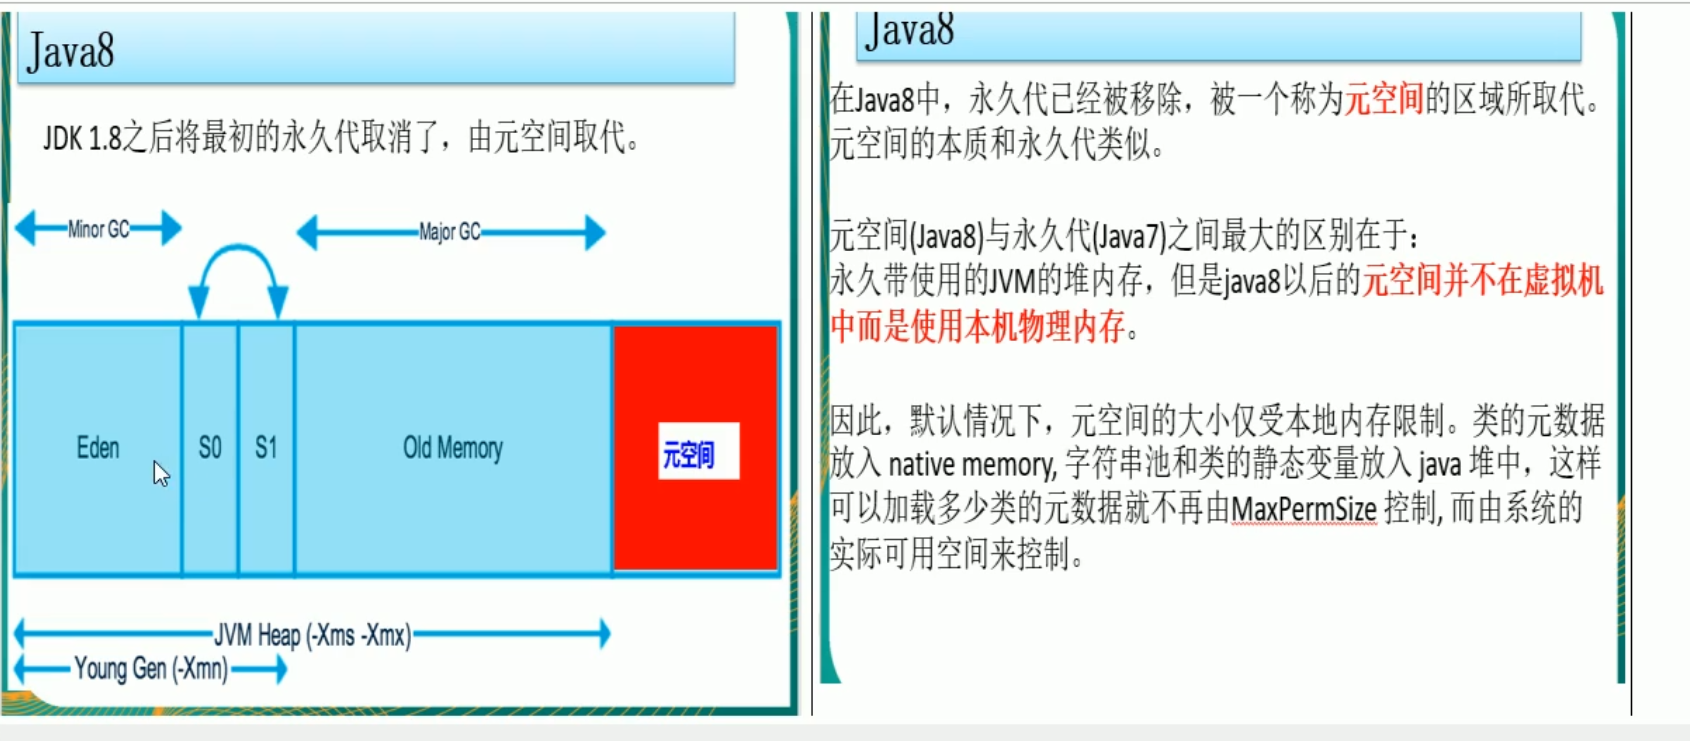 Java8
JDK 1.8之后将最初的永久代取消了，由元空间取代。
Minor GC
Major GC
Eden
S0
S1
Old Memory
元空间
JVM Heap (-Xms -Xmx)
Young Gen (-Xmn)
Java8
在Java8中，永久代已经被移除，被一个称为元空间的区域所取代。
元空间的本质和永久代类似。
元空间(Java8)与永久代(Java7)之间最大的区别在于：
永久带使用的JVM的堆内存，但是java8以后的元空间并不在虚拟机
中而是使用本机物理内存。
因此，默认情况下，元空间的大小仅受本地内存限制。类的元数据
放入 native memory, 字符串池和类的静态变量放入 java 堆中，这样
可以加载多少类的元数据就不再由MaxPermSize 控制, 而由系统的
实际可用空间来控制。